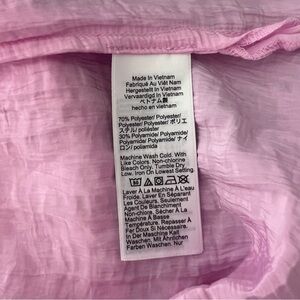 Made In Vietnam
Fabriqué Au Viêt Nam
Hergestellt In Vietnam
Vervaardigd In Vietnam
ベトナム製
hecho en vietnam
70% Polyester/ Polyester/
Polyester/ Polyester/ ポリエ
ステル/ poliéster
30% Polyamide/ Polyamide/
Polyamid/ Polyamide/ ナイ
ロン/ poliamida
Machine Wash Cold. With
Like Colors. Non-chlorine
Bleach Only. Tumble Dry
Low. Iron On Lowest Setting.
Laver À La Machine À L'eau
Froide, Laver En Séparant
Les Couleurs. Seulement
Agent De Blanchiment
Non-chlore. Sécher À La
Machine À Basse
Température. Repasser À
Fer Doux Si Nécessaire.
In Der Maschine Kalt
Waschen. Mit Ähnlichen
Farben Waschen. Nur